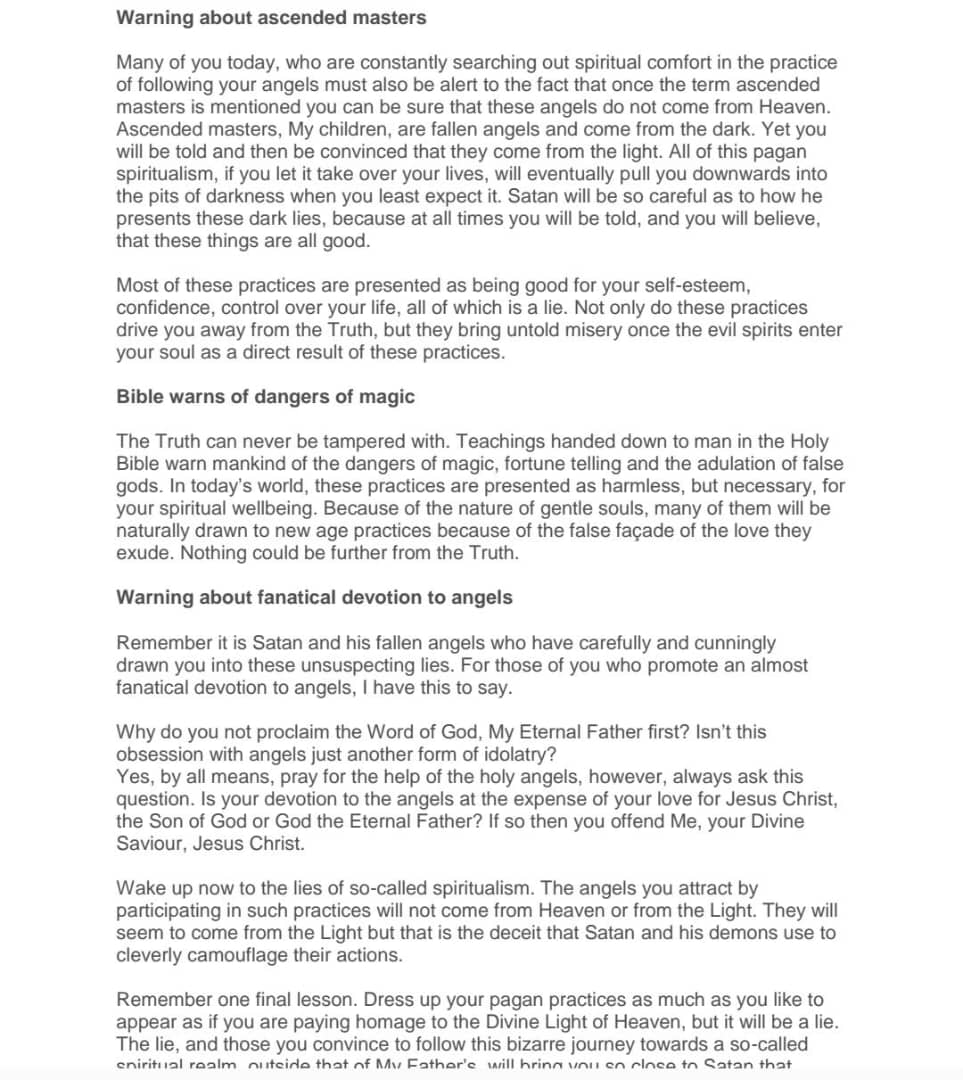 Warning about ascended masters
Many of you today, who are constantly searching out spiritual comfort in the practice
of following your angels must also be alert to the fact that once the term ascended
masters is mentioned you can be sure that these angels do not come from Heaven.
Ascended masters, My children, are fallen angels and come from the dark. Yet you
will be told and then be convinced that they come from the light. All of this pagan
spiritualism, if you let it take over your lives, will eventually pull you downwards into
the pits of darkness when you least expect it. Satan will be so careful as to how he
presents these dark lies, because at all times you will be told, and you will believe,
that these things are all good.
Most of these practices are presented as being good for your self-esteem,
confidence, control over your life, all of which is a lie. Not only do these practices
drive you away from the Truth, but they bring untold misery once the evil spirits enter
your soul as a direct result of these practices.
Bible warns of dangers of magic
The Truth can never be tampered with. Teachings handed down to man in the Holy
Bible warn mankind of the dangers of magic, fortune telling and the adulation of false
gods. In today's world, these practices are presented as harmless, but necessary, for
your spiritual wellbeing. Because of the nature of gentle souls, many of them will be
naturally drawn to new age practices because of the false façade of the love they
exude. Nothing could be further from the Truth.
Warning about fanatical devotion to angels
Remember it is Satan and his fallen angels who have carefully and cunningly
drawn you into these unsuspecting lies. For those of you who promote an almost
fanatical devotion to angels, I have this to say.
Why do you not proclaim the Word of God, My Eternal Father first? Isn't this
obsession with angels just another form of idolatry?
Yes, by all means, pray for the help of the holy angels, however, always ask this
question. Is your devotion to the angels at the expense of your love for Jesus Christ,
the Son of God or God the Eternal Father? If so then you offend Me, your Divine
Saviour, Jesus Christ.
Wake up now to the lies of so-called spiritualism. The angels you attract by
participating in such practices will not come from Heaven or from the Light. They will
seem to come from the Light but that is the deceit that Satan and his demons use to
cleverly camouflage their actions.
Remember one final lesson. Dress up your pagan practices as much as you like to
appear as if you are paying homage to the Divine Light of Heaven, but it will be a lie.
The lie, and those you convince to follow this bizarre journey towards a so-called
spiritual realm, outside that of My Father's, will bring you so close to Satan that